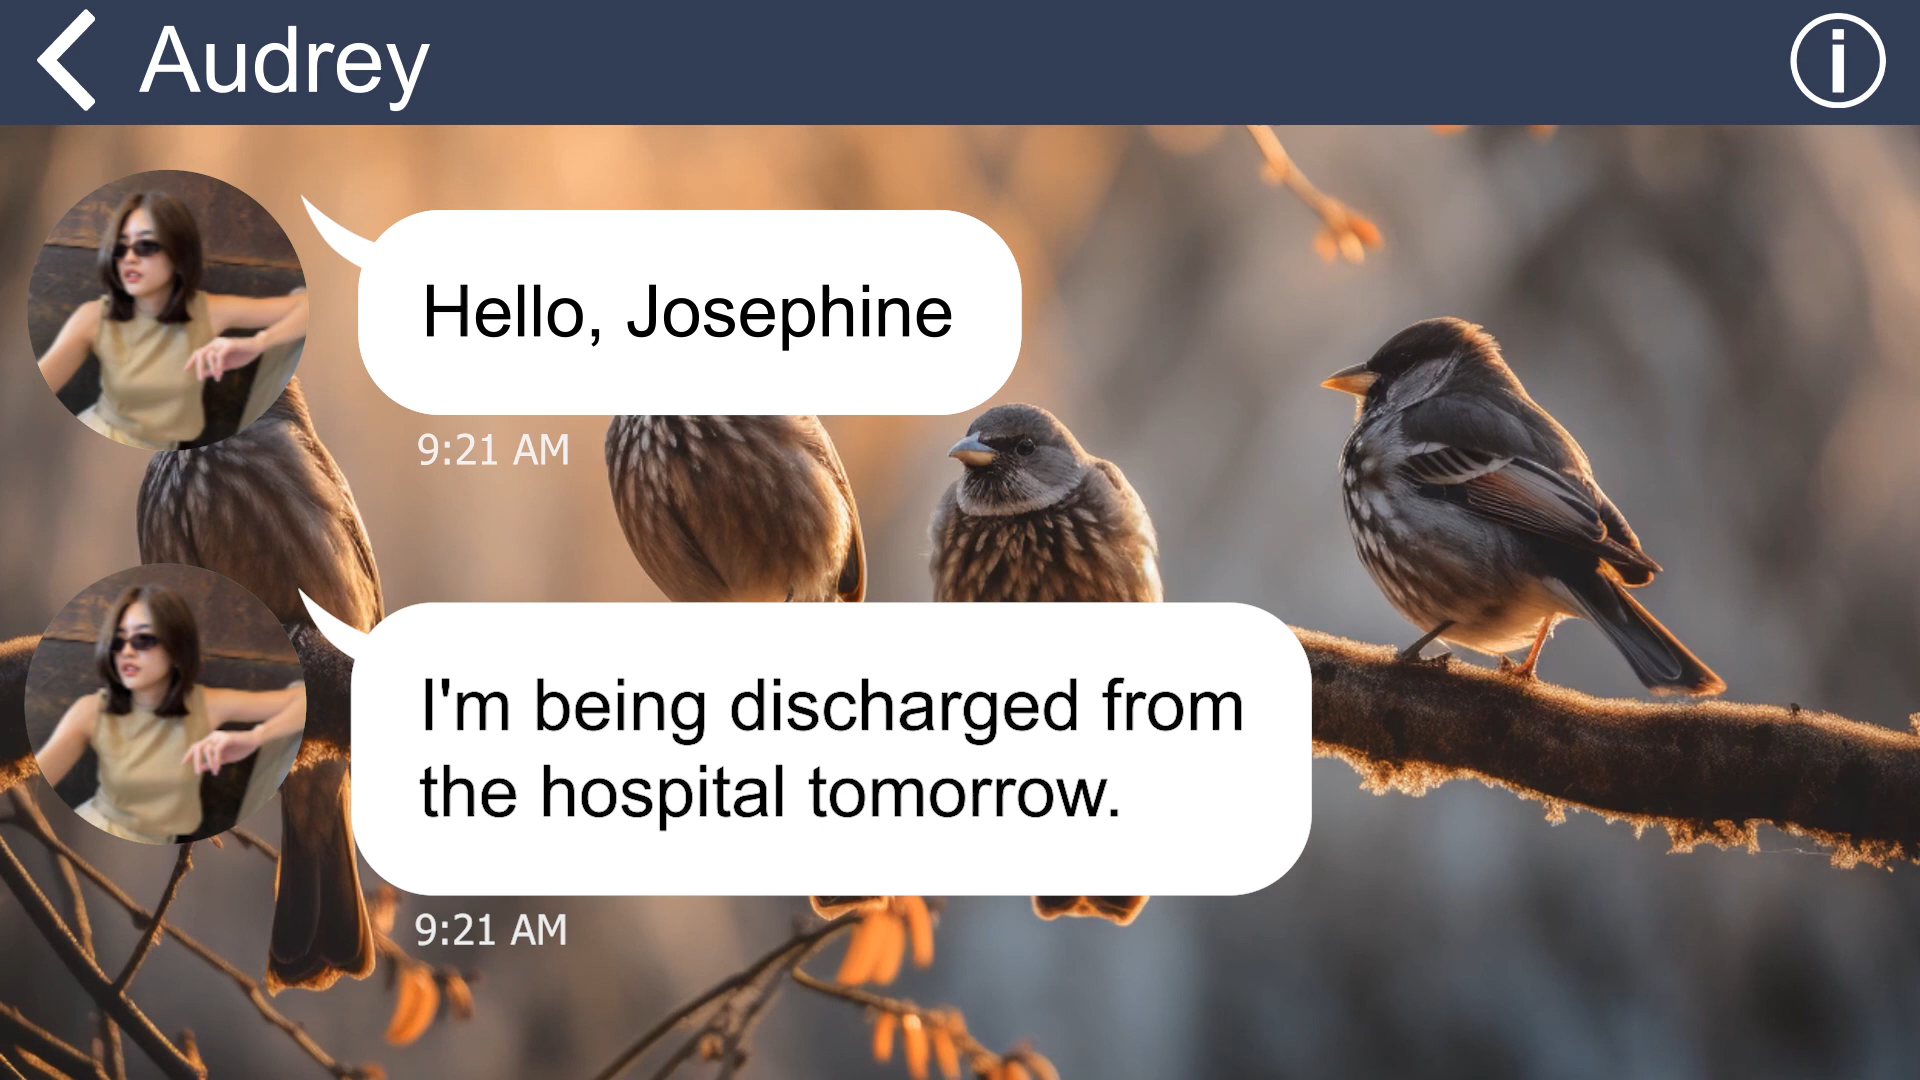 Audrey
Hello, Josephine
9:21 AM
I'm being discharged from
the hospital tomorrow.
9:21 AM